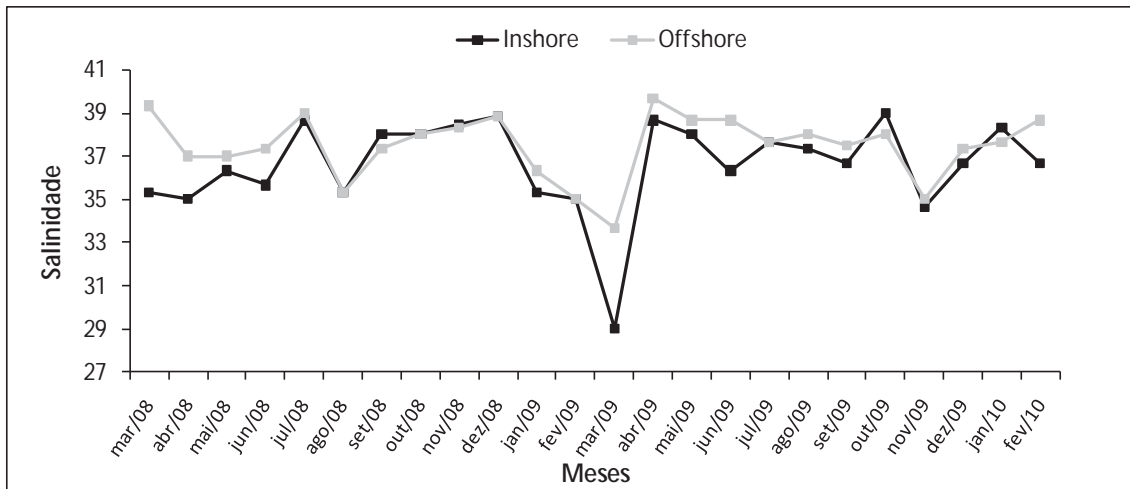 Inshore Offshore
41
39
37
35
33
31
29
27
Salinidade
mar/08 abr/08 mai/08 jun/08 jul/08 ago/08 set/08 out/08 nov/08 dez/08 jan/09 fev/09 mar/09 abr/09 mai/09 jun/09 jul/09 ago/09 set/09 out/09 nov/09 dez/09 jan/10 fev/10
Meses